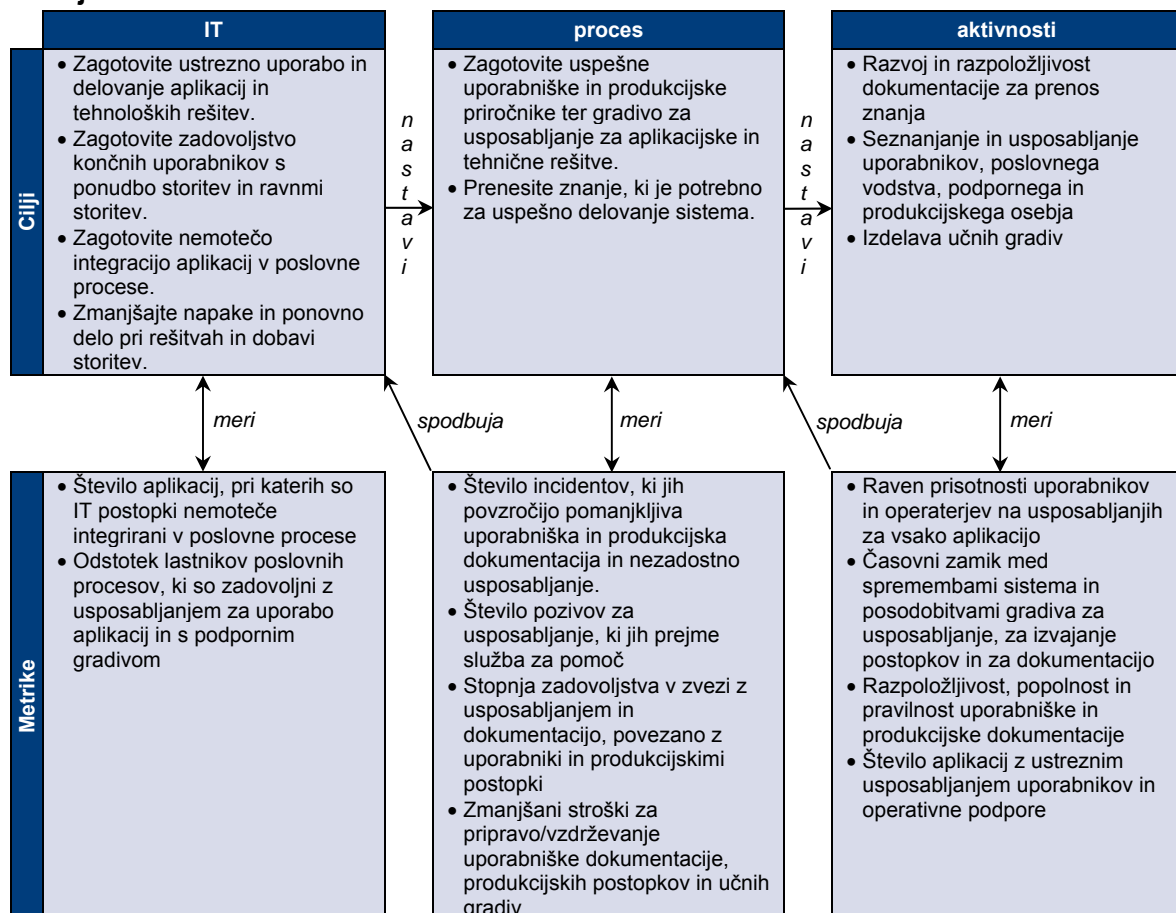 IT
proces
aktivnosti
Cilji
• Zagotovite ustrezno uporabo in
delovanje aplikacij in
tehnoloških rešitev.
• Zagotovite zadovoljstvo
končnih uporabnikov s
ponudbo storitev in ravnmi
storitev.
• Zagotovite nemotečo
integracijo aplikacij v poslovne
procese.
• Zmanjšajte napake in ponovno
delo pri rešitvah in dobavi
storitev.
nastavi
• Zagotovite uspešne
uporabniške in produkcijske
priročnike ter gradivo za
usposabljanje za aplikacijske in
tehnične rešitve.
• Prenesite znanje, ki je potrebno
za uspešno delovanje sistema.
nastavi
• Razvoj in razpoložljivost
dokumentacije za prenos
znanja
• Seznanjanje in usposabljanje
uporabnikov, poslovnega
vodstva, podpornega in
produkcijskega osebja
• Izdelava učnih gradiv
meri
spodbuja
meri
spodbuja
meri
Metrike
• Število aplikacij, pri katerih so
IT postopki nemoteče
integrirani v poslovne procese
• Odstotek lastnikov poslovnih
procesov, ki so zadovoljni z
usposabljanjem za uporabo
aplikacij in s podpornim
gradivom
• Število incidentov, ki jih
povzročijo pomanjkljiva
uporabniška in produkcijska
dokumentacija in nezadostno
usposabljanje.
• Število pozivov za
usposabljanje, ki jih prejme
služba za pomoč
• Stopnja zadovoljstva v zvezi z
usposabljanjem in
dokumentacijo, povezano z
uporabniki in produkcijskimi
postopki
• Zmanjšani stroški za
pripravo/vzdrževanje
uporabniške dokumentacije,
produkcijskih postopkov in učnih
gradiv
• Raven prisotnosti uporabnikov
in operaterjev na usposabljanjih
za vsako aplikacijo
• Časovni zamik med
spremembami sistema in
posodobitvami gradiva za
usposabljanje, za izvajanje
postopkov in za dokumentacijo
• Razpoložljivost, popolnost in
pravilnost uporabniške in
produkcijske dokumentacije
• Število aplikacij z ustreznim
usposabljanjem uporabnikov in
operativne podpore